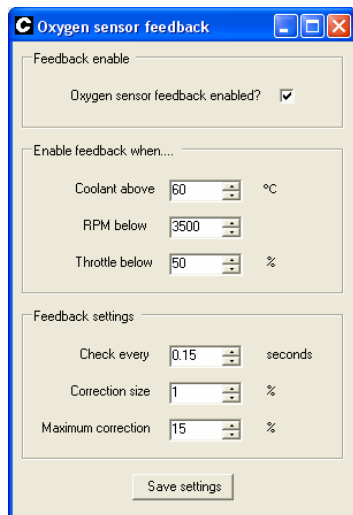 Oxygen sensor feedback
Feedback enable
Oxygen sensor feedback enabled?
Enable feedback when....
Coolant above 60 °C
RPM below 3500
Throttle below 50 %
Feedback settings
Check every 0.15 seconds
Correction size 1 %
Maximum correction 15 %
Save settings